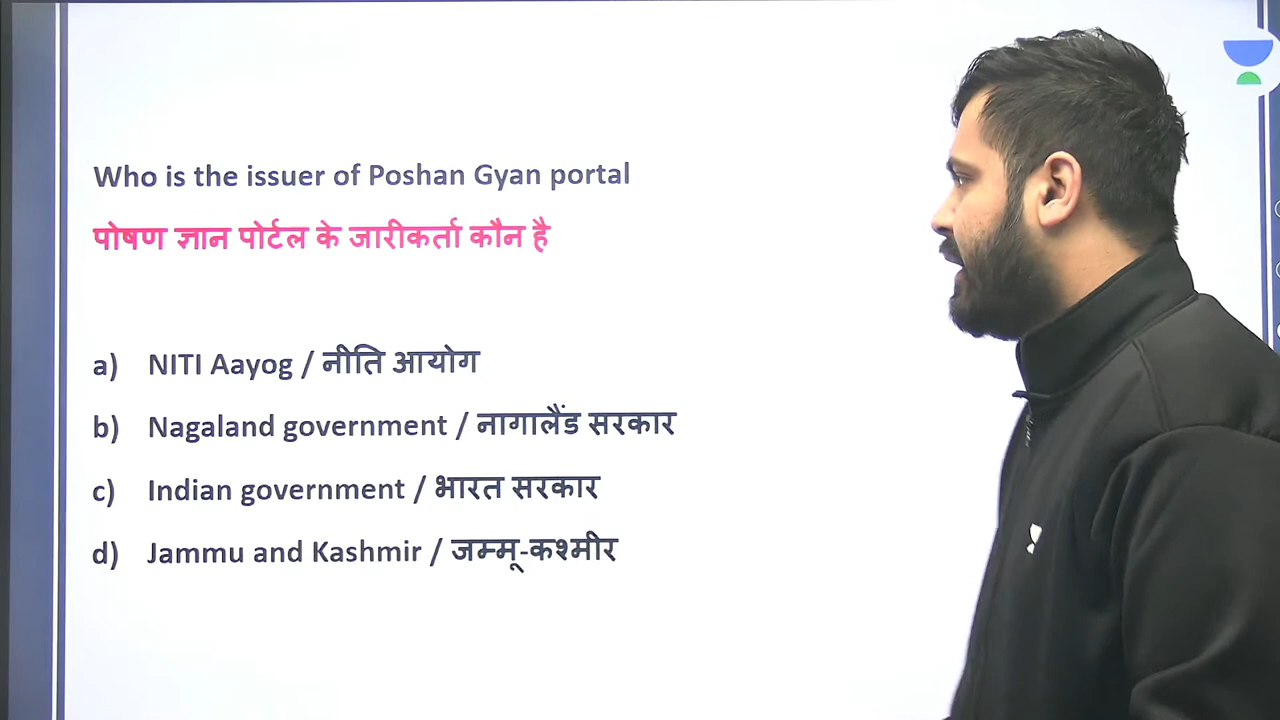 Who is the issuer of Poshan Gyan portal
पोषण ज्ञान पोर्टल के जारीकर्ता कौन है
a) NITI Aayog / नीति आयोग
b) Nagaland government / नागालैंड सरकार
c) Indian government / भारत सरकार
d) Jammu and Kashmir / जम्मू-कश्मीर